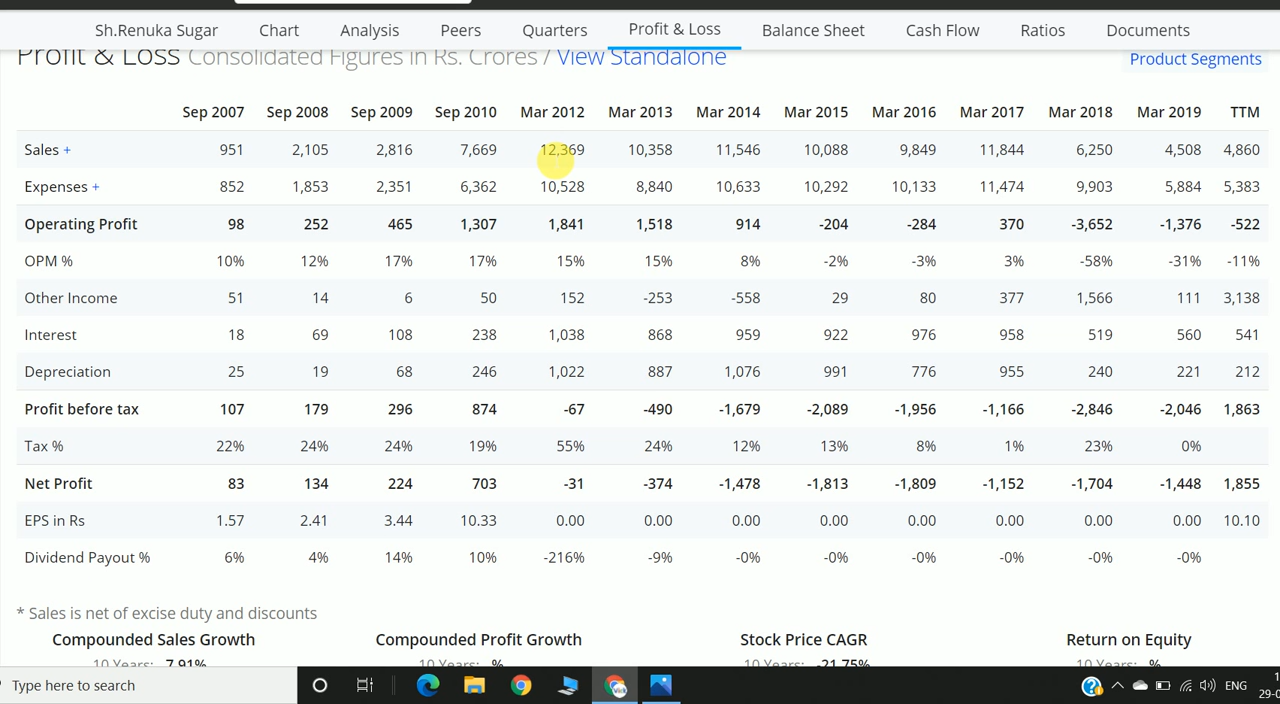 Sh.Renuka Sugar Chart Analysis Peers Quarters Profit & Loss Balance Sheet Cash Flow Ratios Documents
Profit & Loss Consolidated Figures in Rs. Crores / View Standalone Product Segments
Sep 2007 Sep 2008 Sep 2009 Sep 2010 Mar 2012 Mar 2013 Mar 2014 Mar 2015 Mar 2016 Mar 2017 Mar 2018 Mar 2019 TTM
Sales + 951 2,105 2,816 7,669 12,369 10,358 11,546 10,088 9,849 11,844 6,250 4,508 4,860
Expenses + 852 1,853 2,351 6,362 10,528 8,840 10,633 10,292 10,133 11,474 9,903 5,884 5,383
Operating Profit 98 252 465 1,307 1,841 1,518 914 -204 -284 370 -3,652 -1,376 -522
OPM % 10% 12% 17% 17% 15% 15% 8% -2% -3% 3% -58% -31% -11%
Other Income 51 14 6 50 152 -253 -558 29 80 377 1,566 111 3,138
Interest 18 69 108 238 1,038 868 959 922 976 958 519 560 541
Depreciation 25 19 68 246 1,022 887 1,076 991 776 955 240 221 212
Profit before tax 107 179 296 874 -67 -490 -1,679 -2,089 -1,956 -1,166 -2,846 -2,046 1,863
Tax % 22% 24% 24% 19% 55% 24% 12% 13% 8% 1% 23% 0%
Net Profit 83 134 224 703 -31 -374 -1,478 -1,813 -1,809 -1,152 -1,704 -1,448 1,855
EPS in Rs 1.57 2.41 3.44 10.33 0.00 0.00 0.00 0.00 0.00 0.00 0.00 0.00 10.10
Dividend Payout % 6% 4% 14% 10% -216% -9% -0% -0% -0% -0% -0% -0%
* Sales is net of excise duty and discounts
Compounded Sales Growth Compounded Profit Growth Stock Price CAGR Return on Equity
10 Years: 7.91% 10 Years: % 10 Years: -21.75% 10 Years: %
Type here to search ENG